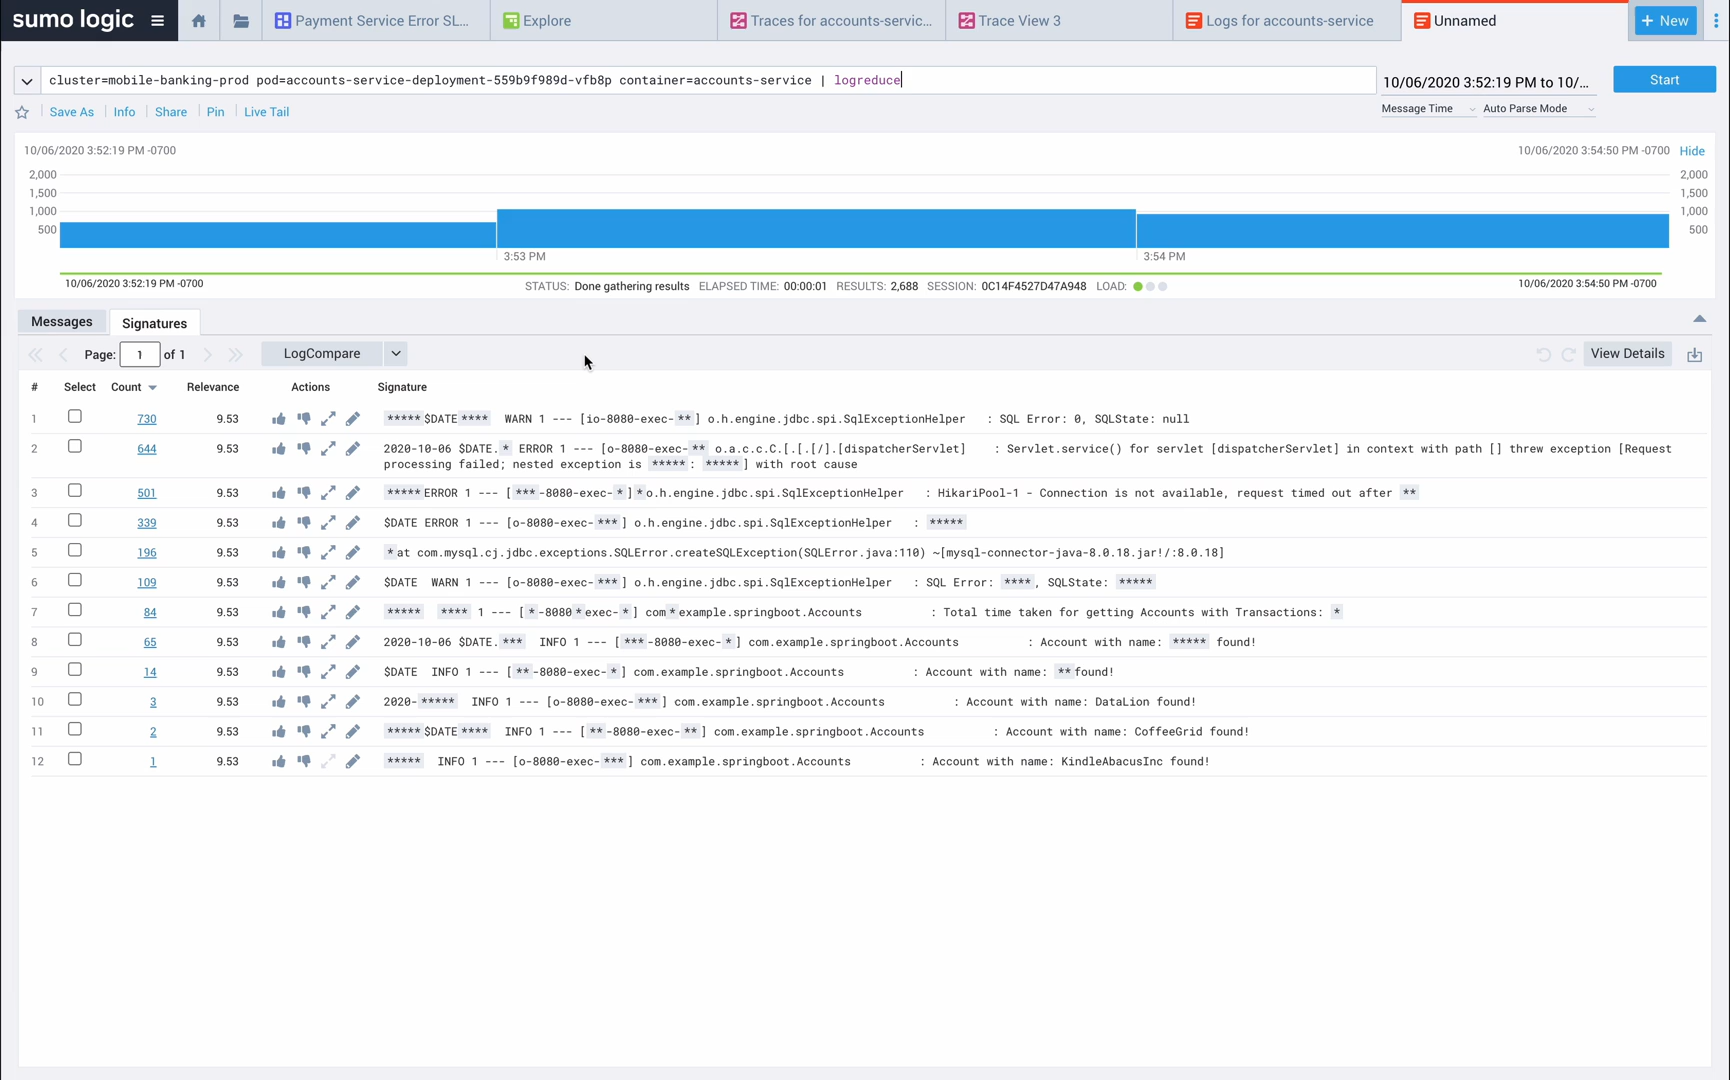 sumo logic
Payment Service Error SL...
Explore
Traces for accounts-servic...
Trace View 3
Logs for accounts-service
Unnamed
+ New
cluster=mobile-banking-prod pod=accounts-service-deployment-559b9f989d-vfb8p container=accounts-service | logreduce
10/06/2020 3:52:19 PM to 10/...
Start
Save As
Info
Share
Pin
Live Tail
Message Time
Auto Parse Mode
10/06/2020 3:52:19 PM -0700
10/06/2020 3:54:50 PM -0700
Hide
2,000
1,500
1,000
500
2,000
1,500
1,000
500
3:53 PM
3:54 PM
10/06/2020 3:52:19 PM -0700
STATUS: Done gathering results ELAPSED TIME: 00:00:01 RESULTS: 2,688 SESSION: 0C14F4527D47A948 LOAD:
10/06/2020 3:54:50 PM -0700
Messages
Signatures
Page: 1 of 1
LogCompare
View Details
# Select Count Relevance Actions Signature
1 730 9.53 *****$DATE**** WARN 1 --- [io-8080-exec-**] o.h.engine.jdbc.spi.SqlExceptionHelper : SQL Error: 0, SQLState: null
2 644 9.53 2020-10-06 $DATE.* ERROR 1 --- [o-8080-exec-** o.a.c.c.C.[.[.[/].[dispatcherServlet] : Servlet.service() for servlet [dispatcherServlet] in context with path [] threw exception [Request
processing failed; nested exception is *****: *****] with root cause
3 501 9.53 *****ERROR 1 --- [***-8080-exec-*]*o.h.engine.jdbc.spi.SqlExceptionHelper : HikariPool-1 - Connection is not available, request timed out after **
4 339 9.53 $DATE ERROR 1 --- [o-8080-exec-***] o.h.engine.jdbc.spi.SqlExceptionHelper : *****
5 196 9.53 *at com.mysql.cj.jdbc.exceptions.SQLError.createSQLException(SQLError.java:110) ~[mysql-connector-java-8.0.18.jar!/:8.0.18]
6 109 9.53 $DATE WARN 1 --- [o-8080-exec-***] o.h.engine.jdbc.spi.SqlExceptionHelper : SQL Error: ****, SQLState: *****
7 84 9.53 ***** **** 1 --- [*-8080*exec-*] com*example.springboot.Accounts : Total time taken for getting Accounts with Transactions: *
8 65 9.53 2020-10-06 $DATE.*** INFO 1 --- [***-8080-exec-*] com.example.springboot.Accounts : Account with name: ***** found!
9 14 9.53 $DATE INFO 1 --- [**-8080-exec-*] com.example.springboot.Accounts : Account with name: **found!
10 3 9.53 2020-***** INFO 1 --- [o-8080-exec-***] com.example.springboot.Accounts : Account with name: DataLion found!
11 2 9.53 *****$DATE**** INFO 1 --- [**-8080-exec-**] com.example.springboot.Accounts : Account with name: CoffeeGrid found!
12 1 9.53 ***** INFO 1 --- [o-8080-exec-***] com.example.springboot.Accounts : Account with name: KindleAbacusInc found!